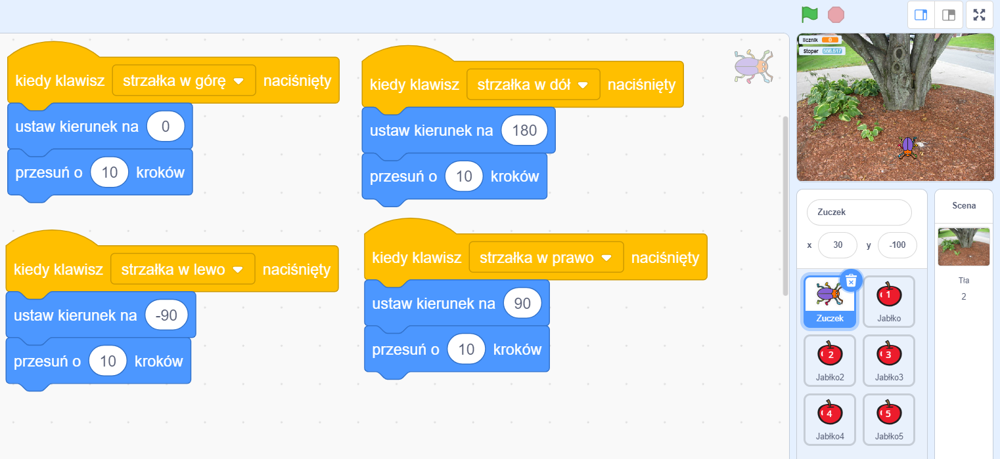 kiedy klawisz strzałka w górę naciśnięty
ustaw kierunek na 0
przesuń o 10 kroków
kiedy klawisz strzałka w dół naciśnięty
ustaw kierunek na 180
przesuń o 10 kroków
kiedy klawisz strzałka w lewo naciśnięty
ustaw kierunek na -90
przesuń o 10 kroków
kiedy klawisz strzałka w prawo naciśnięty
ustaw kierunek na 90
przesuń o 10 kroków
licznik 0
Stoper 556.517
Zuczek
x 30 y -100
Zuczek
1
Jabłko
2
Jabłko2
3
Jabłko3
4
Jabłko4
5
Jabłko5
Scena
Tła
2